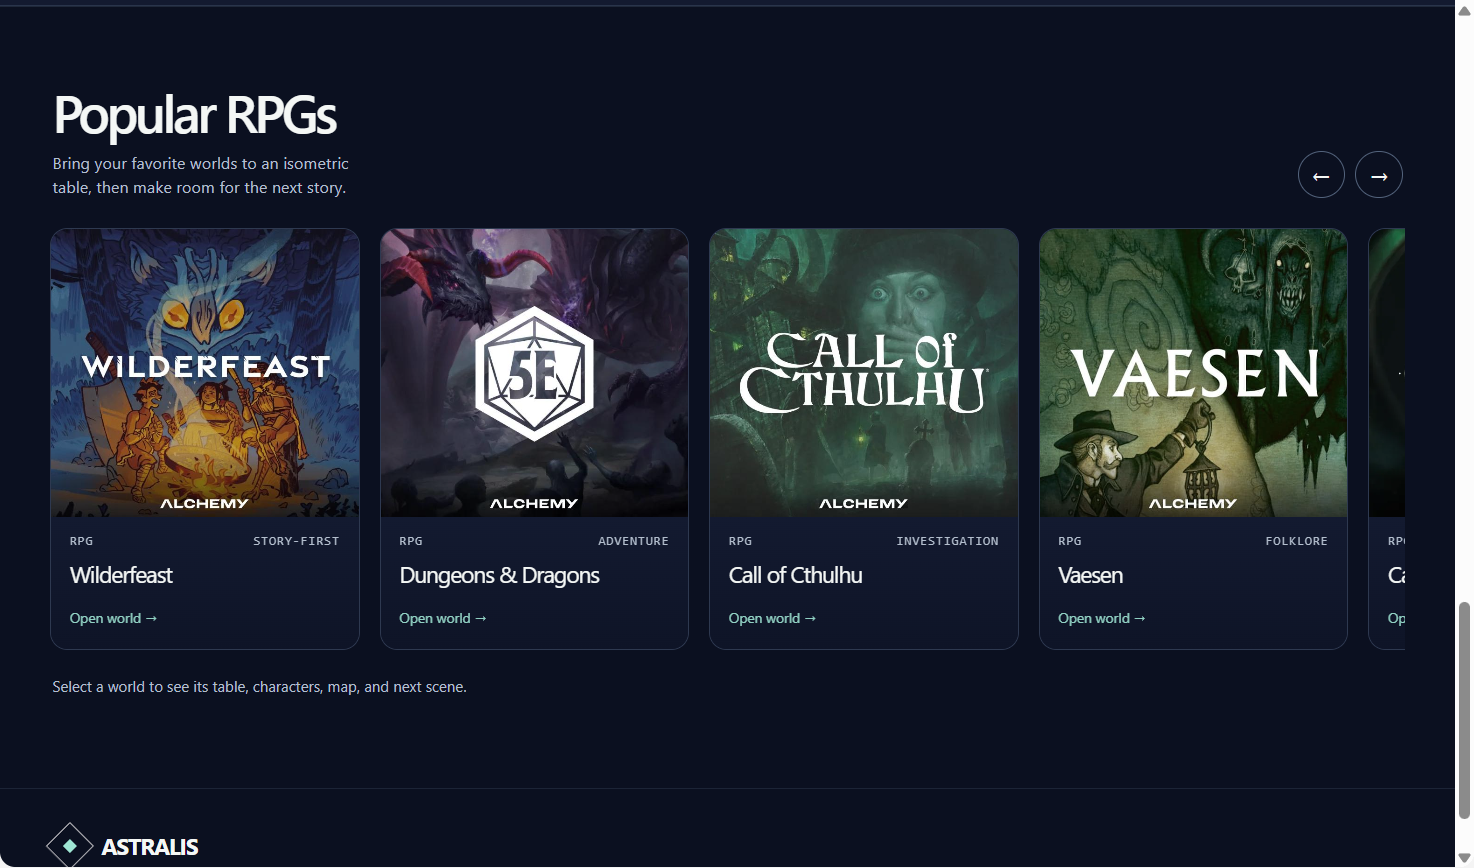 Popular RPGs
Bring your favorite worlds to an isometric
table, then make room for the next story.
← →
WILDERFEAST
ALCHEMY
RPG STORY-FIRST
Wilderfeast
Open world →
5E
ALCHEMY
RPG ADVENTURE
Dungeons & Dragons
Open world →
CALL OF
CTHULHU
ALCHEMY
RPG INVESTIGATION
Call of Cthulhu
Open world →
VAESEN
ALCHEMY
RPG FOLKLORE
Vaesen
Open world →
Select a world to see its table, characters, map, and next scene.
ASTRALIS